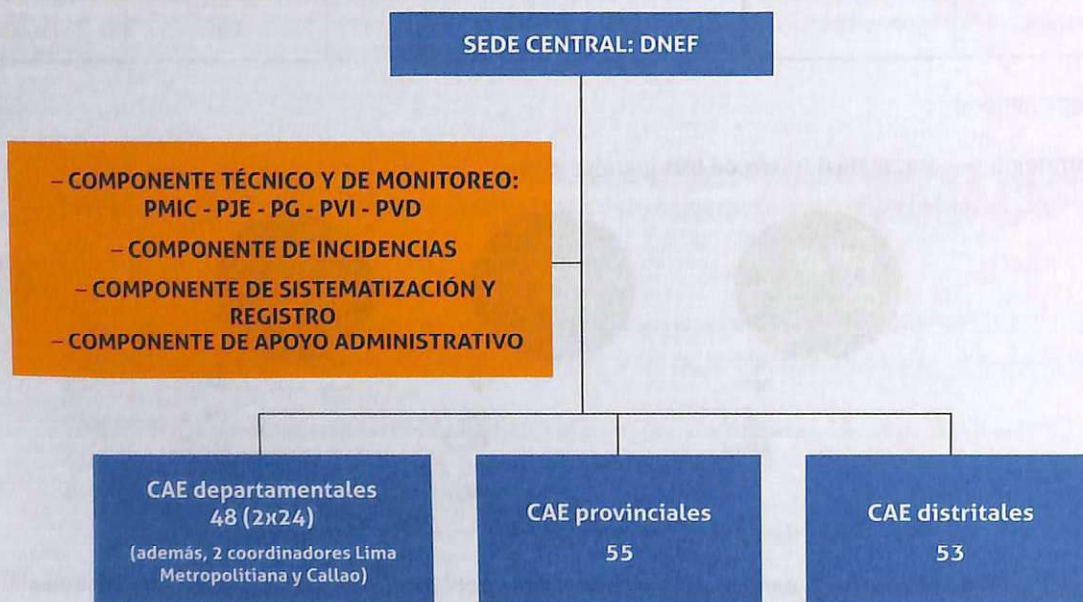 SEDE CENTRAL: DNEF
– COMPONENTE TÉCNICO Y DE MONITOREO:
PMIC - PJE - PG - PVI - PVD
– COMPONENTE DE INCIDENCIAS
– COMPONENTE DE SISTEMATIZACIÓN Y
REGISTRO
– COMPONENTE DE APOYO ADMINISTRATIVO
CAE departamentales
48 (2x24)
(además, 2 coordinadores Lima
Metropolitiana y Callao)
CAE provinciales
55
CAE distritales
53